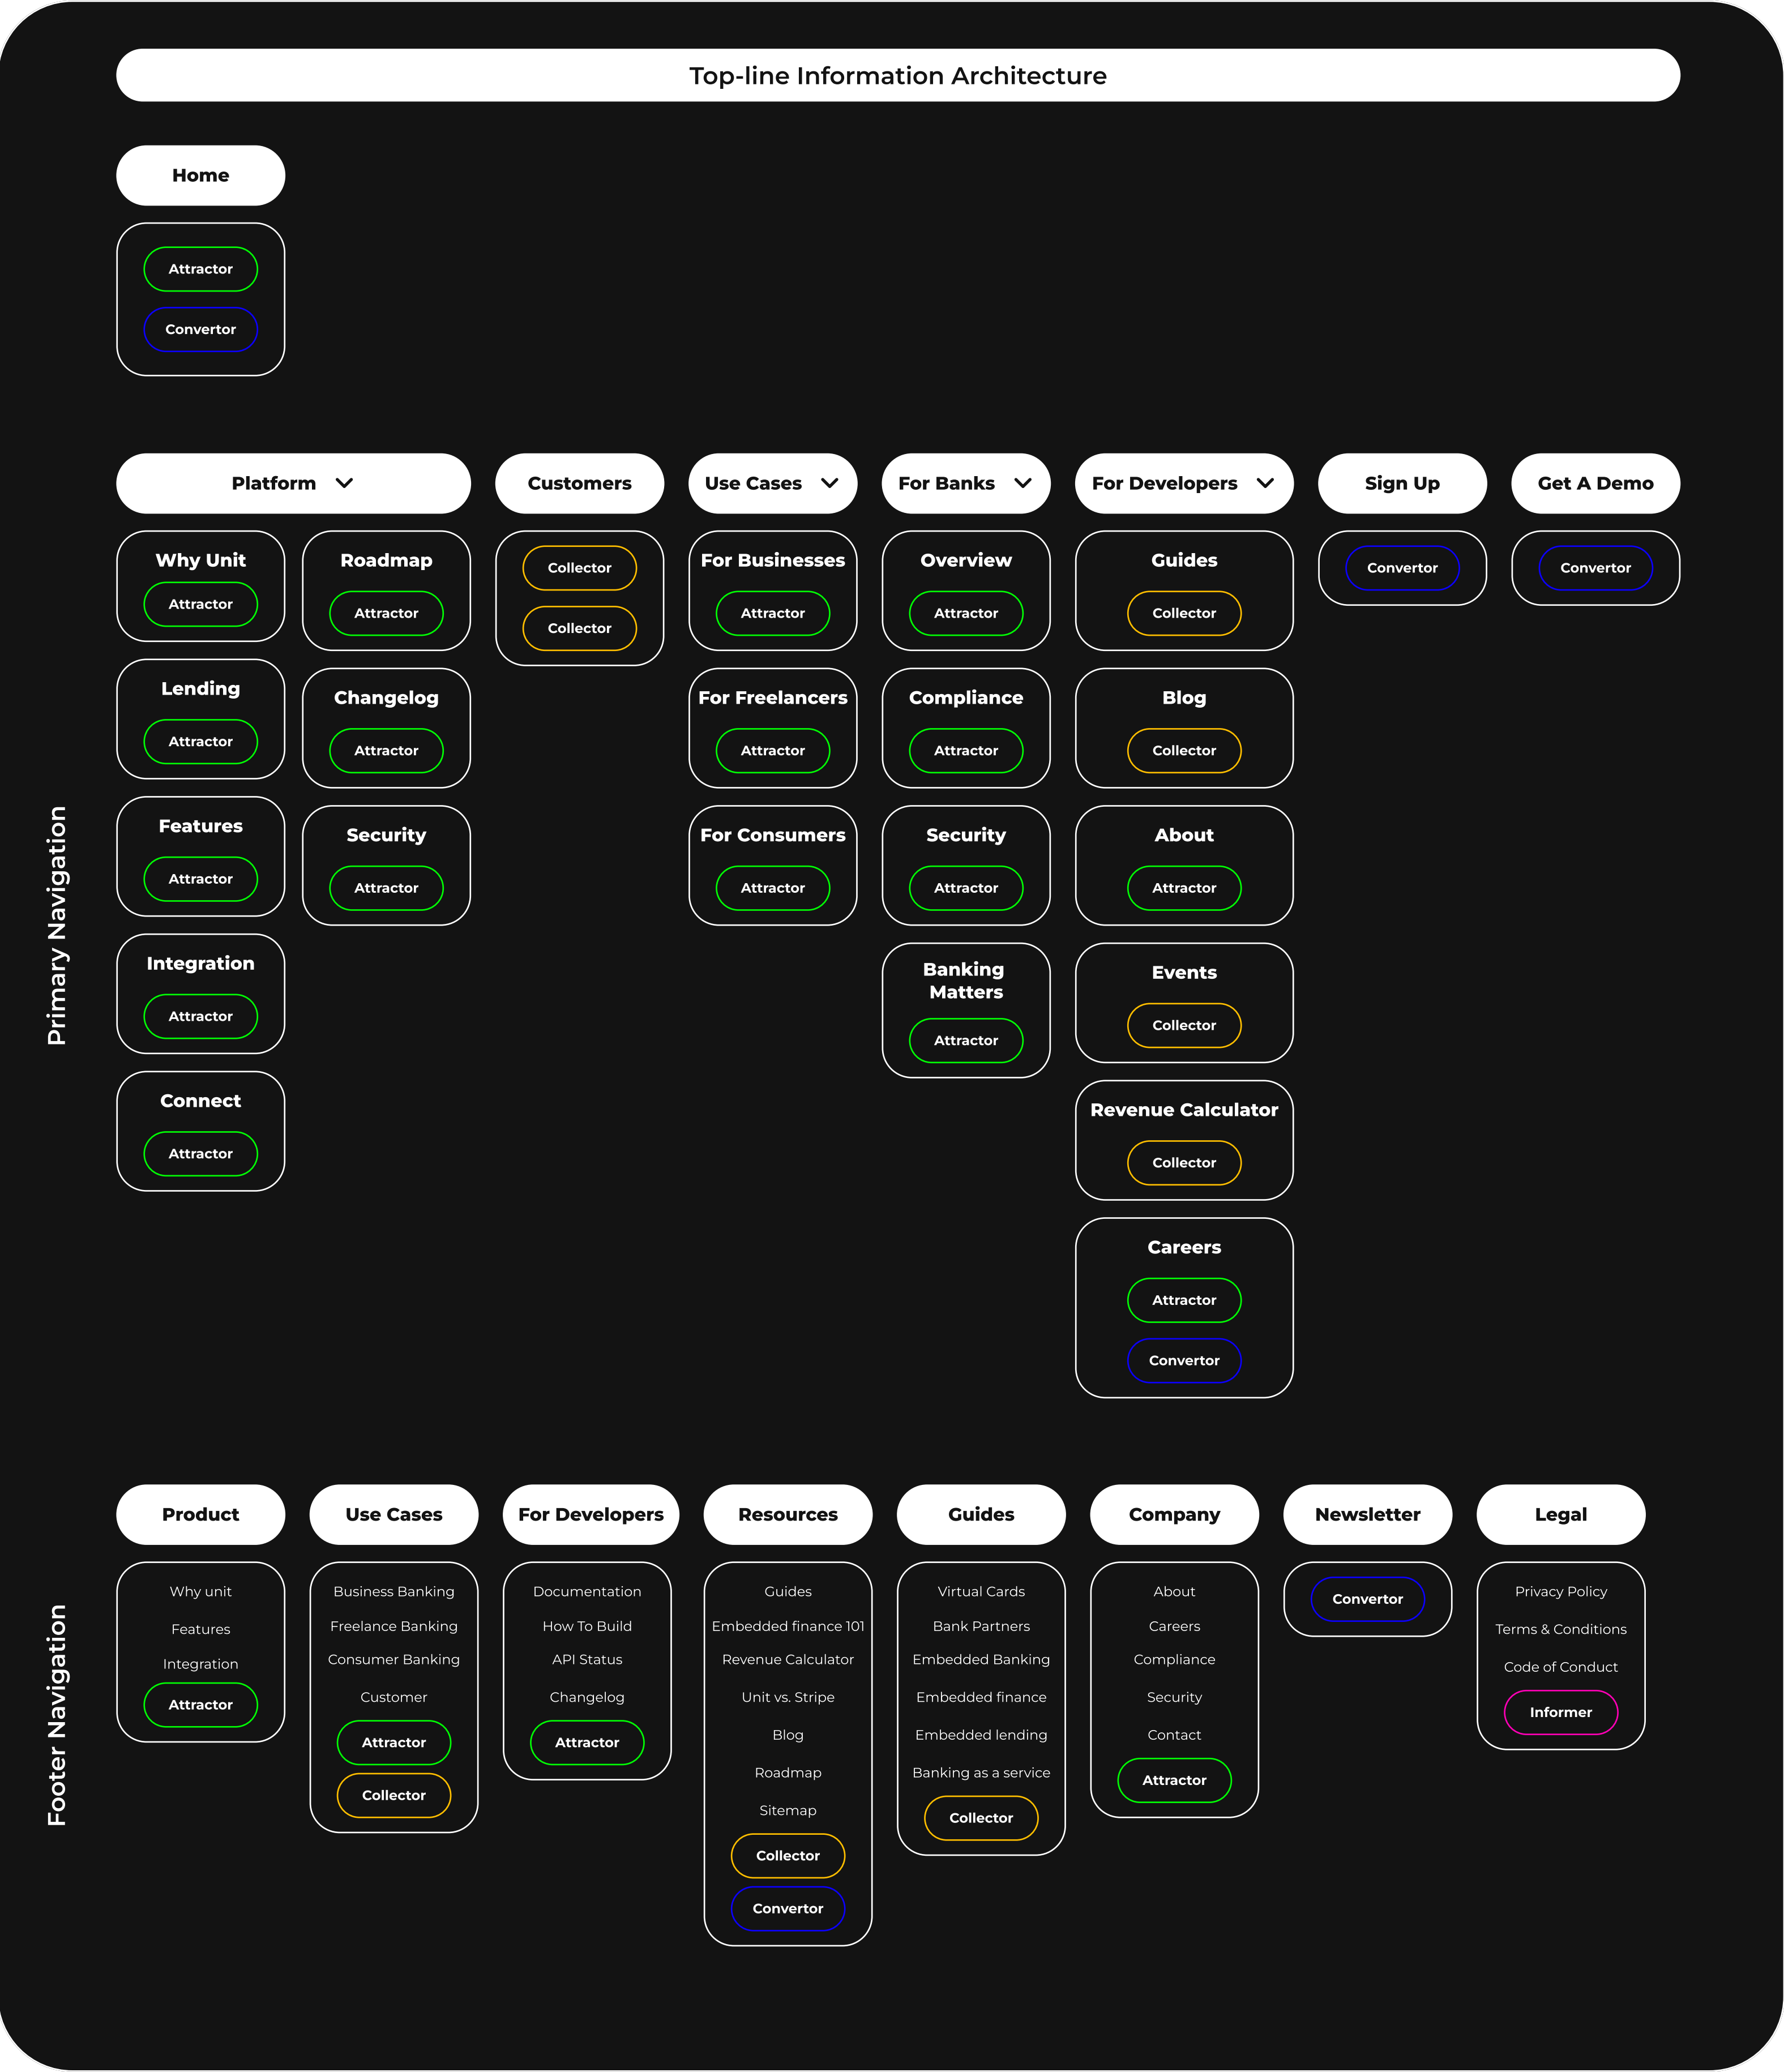 Top-line Information Architecture
Home
Attractor
Convertor
Primary Navigation
Platform
Why Unit
Attractor
Lending
Attractor
Features
Attractor
Integration
Attractor
Connect
Attractor
Roadmap
Attractor
Changelog
Attractor
Security
Attractor
Customers
Collector
Collector
Use Cases
For Businesses
Attractor
For Freelancers
Attractor
For Consumers
Attractor
For Banks
Overview
Attractor
Compliance
Attractor
Security
Attractor
Banking
Matters
Attractor
For Developers
Guides
Collector
Blog
Collector
About
Attractor
Events
Collector
Revenue Calculator
Collector
Careers
Attractor
Convertor
Sign Up
Convertor
Get A Demo
Convertor
Footer Navigation
Product
Why unit
Features
Integration
Attractor
Use Cases
Business Banking
Freelance Banking
Consumer Banking
Customer
Attractor
Collector
For Developers
Documentation
How To Build
API Status
Changelog
Attractor
Resources
Guides
Embedded finance 101
Revenue Calculator
Unit vs. Stripe
Blog
Roadmap
Sitemap
Collector
Convertor
Guides
Virtual Cards
Bank Partners
Embedded Banking
Embedded finance
Embedded lending
Banking as a service
Collector
Company
About
Careers
Compliance
Security
Contact
Attractor
Newsletter
Convertor
Legal
Privacy Policy
Terms & Conditions
Code of Conduct
Informer